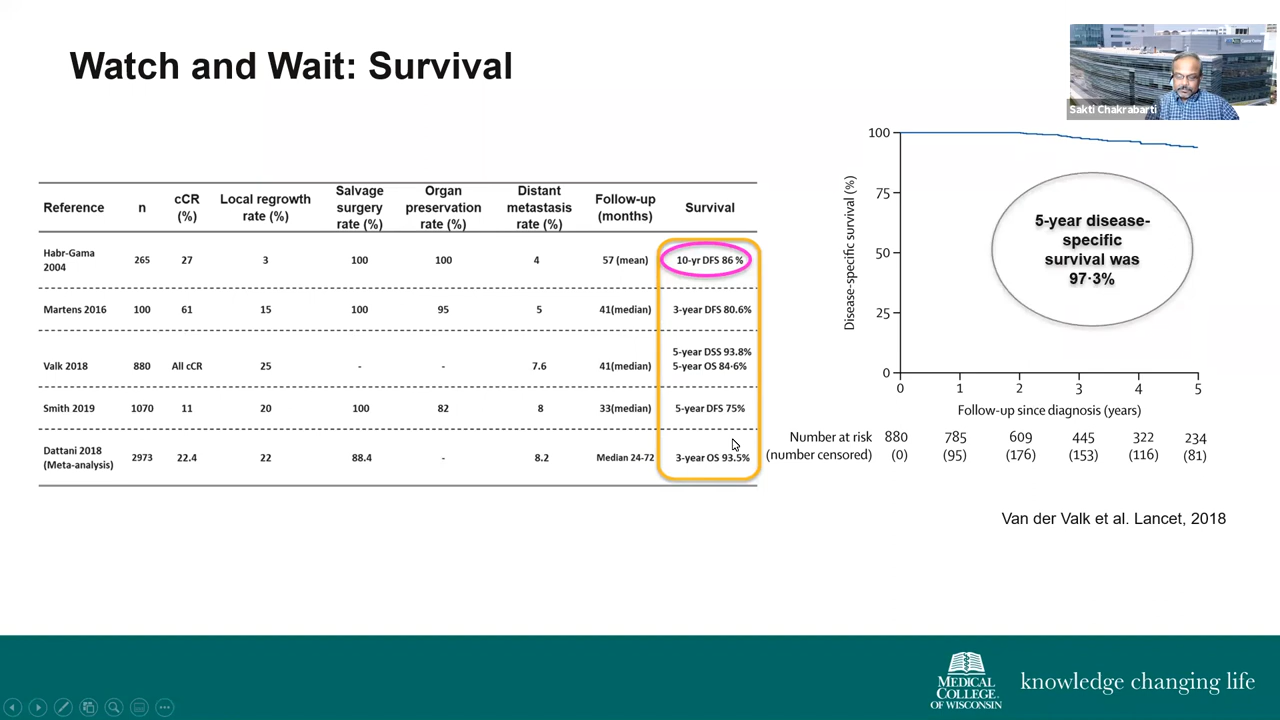 Watch and Wait: Survival
Sakti Chakrabarti
Reference n cCR (%) Local regrowth rate (%) Salvage surgery rate (%) Organ preservation rate (%) Distant metastasis rate (%) Follow-up (months) Survival
Habr-Gama 2004 265 27 3 100 100 4 57 (mean) 10-yr DFS 86 %
Martens 2016 100 61 15 100 95 5 41(median) 3-year DFS 80.6%
Valk 2018 880 All cCR 25 - - 7.6 41(median) 5-year DSS 93.8% 5-year OS 84·6%
Smith 2019 1070 11 20 100 82 8 33(median) 5-year DFS 75%
Dattani 2018 (Meta-analysis) 2973 22.4 22 88.4 - 8.2 Median 24-72 3-year OS 93.5%
Disease-specific survival (%)
100
75
50
25
0
5-year disease-
specific
survival was
97·3%
0 1 2 3 4 5
Follow-up since diagnosis (years)
Number at risk 880 785 609 445 322 234
(number censored) (0) (95) (176) (153) (116) (81)
Van der Valk et al. Lancet, 2018
MEDICAL
COLLEGE
OF WISCONSIN
knowledge changing life